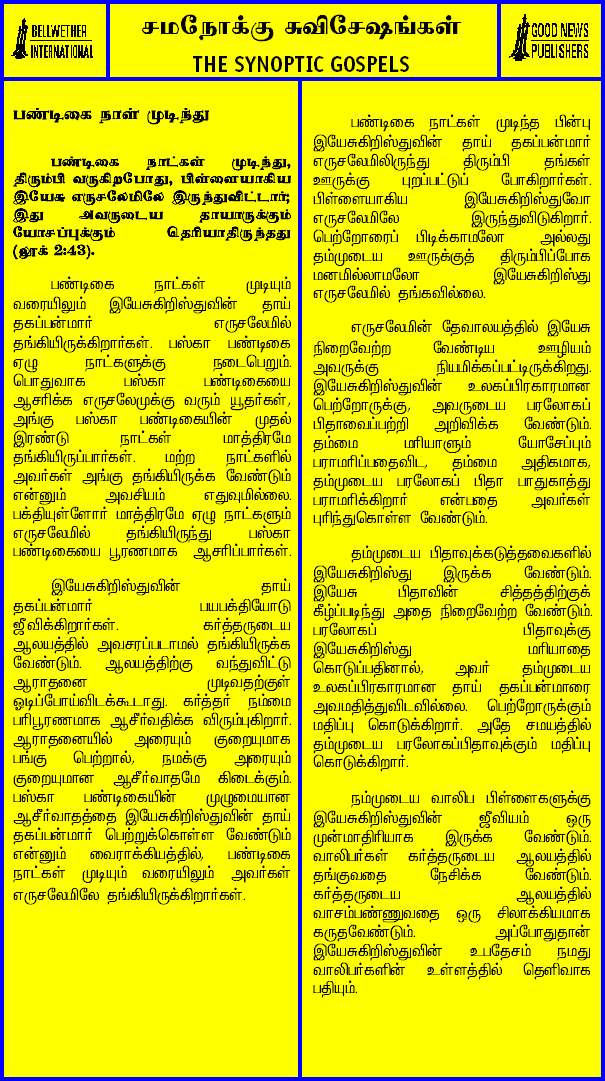 BELLWETHER
INTERNATIONAL
சமநோக்கு சுவிசேஷங்கள்
THE SYNOPTIC GOSPELS
GOOD NEWS
PUBLISHERS
பண்டிகை நாள் முடிந்து
பண்டிகை நாட்கள் முடிந்து,
திரும்பி வருகிறபோது, பிள்ளையாகிய
இயேசு எருசலேமிலே இருந்துவிட்டார்;
இது அவருடைய தாயாருக்கும்
யோசப்புக்கும் தெரியாதிருந்தது
(லூக் 2:43).
பண்டிகை நாட்கள் முடியும்
வரையிலும் இயேசுகிறிஸ்துவின் தாய்
தகப்பன்மார் எருசலேமில்
தங்கியிருக்கிறார்கள். பஸ்கா பண்டிகை
ஏழு நாட்களுக்கு நடைபெறும்.
பொதுவாக பஸ்கா பண்டிகையை
ஆசரிக்க எருசலேமுக்கு வரும் யூதர்கள்,
அங்கு பஸ்கா பண்டிகையின் முதல்
இரண்டு நாட்கள் மாத்திரமே
தங்கியிருப்பார்கள். மற்ற நாட்களில்
அவர்கள் அங்கு தங்கியிருக்க வேண்டும்
என்னும் அவசியம் எதுவுமில்லை.
பக்தியுள்ளோர் மாத்திரமே ஏழு நாட்களும்
எருசலேமில் தங்கியிருந்து பஸ்கா
பண்டிகையை பூரணமாக ஆசரிப்பார்கள்.
இயேசுகிறிஸ்துவின் தாய்
தகப்பன்மார் பயபக்தியோடு
ஜீவிக்கிறார்கள். கர்த்தருடைய
ஆலயத்தில் அவசரப்படாமல் தங்கியிருக்க
வேண்டும். ஆலயத்திற்கு வந்துவிட்டு
ஆராதனை முடிவதற்குள்
ஓடிப்போய்விடக்கூடாது. கர்த்தர் நம்மை
பரிபூரணமாக ஆசீர்வதிக்க விரும்புகிறார்.
ஆராதனையில் அரையும் குறையுமாக
பங்கு பெற்றால், நமக்கு அரையும்
குறையுமான ஆசீர்வாதமே கிடைக்கும்.
பஸ்கா பண்டிகையின் முழுமையான
ஆசீர்வாதத்தை இயேசுகிறிஸ்துவின் தாய்
தகப்பன்மார் பெற்றுக்கொள்ள வேண்டும்
என்னும் வைராக்கியத்தில், பண்டிகை
நாட்கள் முடியும் வரையிலும் அவர்கள்
எருசலேமிலே தங்கியிருக்கிறார்கள்.
பண்டிகை நாட்கள் முடிந்த பின்பு
இயேசுகிறிஸ்துவின் தாய் தகப்பன்மார்
எருசலேமிலிருந்து திரும்பி தங்கள்
ஊருக்கு புறப்பட்டுப் போகிறார்கள்.
பிள்ளையாகிய இயேசுகிறிஸ்துவோ
எருசலேமிலே இருந்துவிடுகிறார்.
பெற்றோரைப் பிடிக்காமலோ அல்லது
தம்முடைய ஊருக்குத் திரும்பிப்போக
மனமில்லாமலோ இயேசுகிறிஸ்து
எருசலேமில் தங்கவில்லை.
எருசலேமின் தேவாலயத்தில் இயேசு
நிறைவேற்ற வேண்டிய ஊழியம்
அவருக்கு நியமிக்கப்பட்டிருக்கிறது.
இயேசுகிறிஸ்துவின் உலகப்பிரகாரமான
பெற்றோருக்கு, அவருடைய பரலோகப்
பிதாவைப்பற்றி அறிவிக்க வேண்டும்.
தம்மை மரியாளும் யோசேப்பும்
பராமரிப்பதைவிட, தம்மை அதிகமாக,
தம்முடைய பரலோகப் பிதா பாதுகாத்து
பராமரிக்கிறார் என்பதை அவர்கள்
புரிந்துகொள்ள வேண்டும்.
தம்முடைய பிதாவுக்கடுத்தவைகளில்
இயேசுகிறிஸ்து இருக்க வேண்டும்.
இயேசு பிதாவின் சித்தத்திற்குக்
கீழ்ப்படிந்து அதை நிறைவேற்ற வேண்டும்.
பரலோகப் பிதாவுக்கு
இயேசுகிறிஸ்து மரியாதை
கொடுப்பதினால், அவர் தம்முடைய
உலகப்பிரகாரமான தாய் தகப்பன்மாரை
அவமதித்துவிடவில்லை. பெற்றோருக்கும்
மதிப்பு கொடுக்கிறார். அதே சமயத்தில்
தம்முடைய பரலோகப்பிதாவுக்கும் மதிப்பு
கொடுக்கிறார்.
நம்முடைய வாலிப பிள்ளைகளுக்கு
இயேசுகிறிஸ்துவின் ஜீவியம் ஒரு
முன்மாதிரியாக இருக்க வேண்டும்.
வாலிபர்கள் கர்த்தருடைய ஆலயத்தில்
தங்குவதை நேசிக்க வேண்டும்.
கர்த்தருடைய ஆலயத்தில்
வாசம்பண்ணுவதை ஒரு சிலாக்கியமாக
கருதவேண்டும். அப்போதுதான்
இயேசுகிறிஸ்துவின் உபதேசம் நமது
வாலிபர்களின் உள்ளத்தில் தெளிவாக
பதியும்.